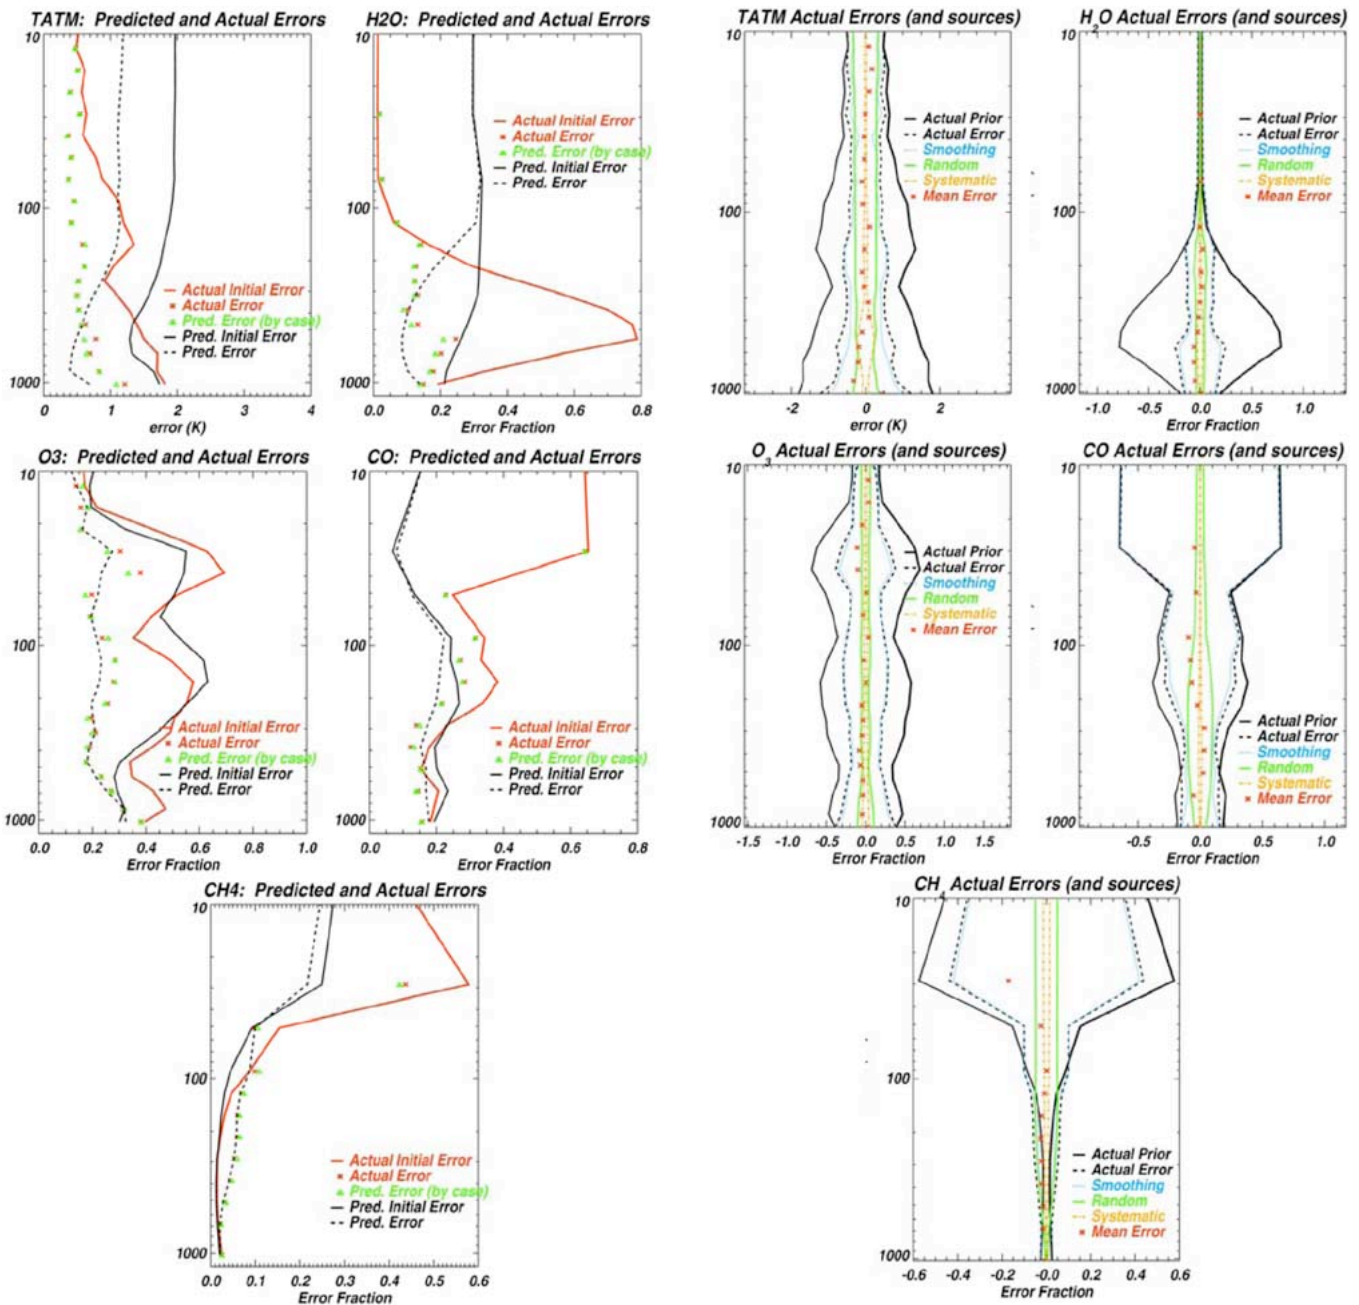 TATM: Predicted and Actual Errors
10
100
1000
0 1 2 3 4
error (K)
Actual Initial Error
Actual Error
Pred. Error (by case)
Pred. Initial Error
Pred. Error
H2O: Predicted and Actual Errors
10
100
1000
0.0 0.2 0.4 0.6 0.8
Error Fraction
Actual Initial Error
Actual Error
Pred. Error (by case)
Pred. Initial Error
Pred. Error
TATM Actual Errors (and sources)
10
100
1000
-2 0 2
error (K)
Actual Prior
Actual Error
Smoothing
Random
Systematic
Mean Error
H2O Actual Errors (and sources)
10
100
1000
-1.0 -0.5 0.0 0.5 1.0
Error Fraction
Actual Prior
Actual Error
Smoothing
Random
Systematic
Mean Error
O3: Predicted and Actual Errors
10
100
1000
0.0 0.2 0.4 0.6 0.8 1.0
Error Fraction
Actual Initial Error
Actual Error
Pred. Error (by case)
Pred. Initial Error
Pred. Error
CO: Predicted and Actual Errors
10
100
1000
0.0 0.2 0.4 0.6 0.8
Error Fraction
Actual Initial Error
Actual Error
Pred. Error (by case)
Pred. Initial Error
Pred. Error
O3 Actual Errors (and sources)
10
100
1000
-1.5 -1.0 -0.5 0.0 0.5 1.0 1.5
Error Fraction
Actual Prior
Actual Error
Smoothing
Random
Systematic
Mean Error
CO Actual Errors (and sources)
10
100
1000
-0.5 0.0 0.5 1.0
Error Fraction
Actual Prior
Actual Error
Smoothing
Random
Systematic
Mean Error
CH4: Predicted and Actual Errors
10
100
1000
0.0 0.1 0.2 0.3 0.4 0.5 0.6
Error Fraction
Actual Initial Error
Actual Error
Pred. Error (by case)
Pred. Initial Error
Pred. Error
CH4 Actual Errors (and sources)
10
100
1000
-0.6 -0.4 -0.2 -0.0 0.2 0.4 0.6
Error Fraction
Actual Prior
Actual Error
Smoothing
Random
Systematic
Mean Error